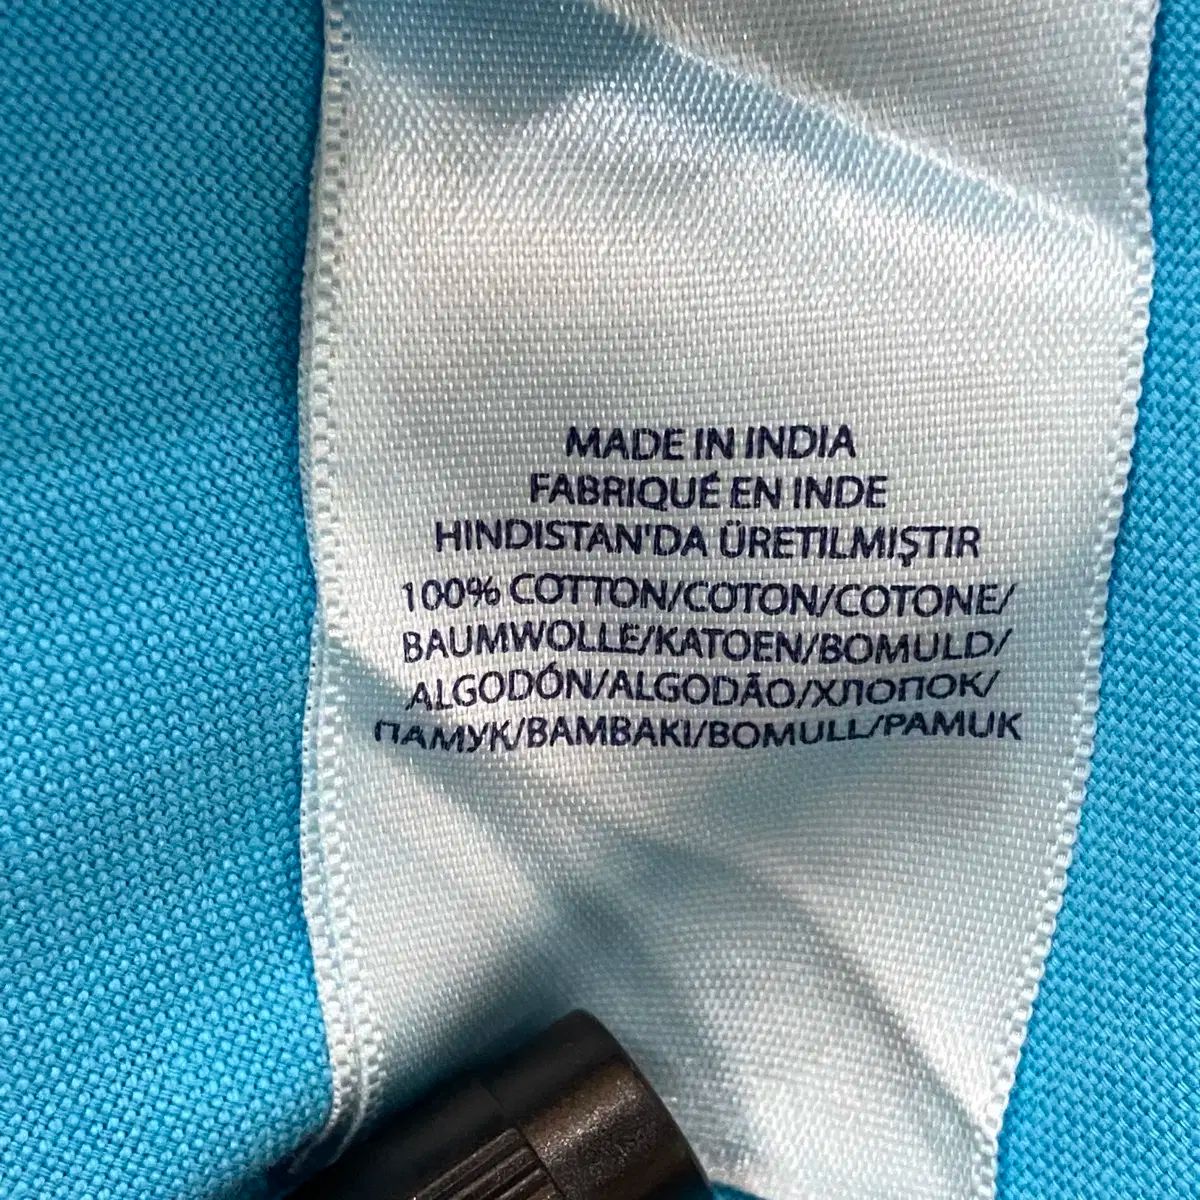 MADE IN INDIA
FABRIQUÉ EN INDE
HINDISTAN'DA ÜRETILMIŞTIR
100% COTTON/COTON/COTONE/
BAUMWOLLE/KATOEN/BOMULD/
ALGODÓN/ALGODÃO/ХЛОПОК/
ПАМУК/BAMBAKI/BOMULL/PAMUK